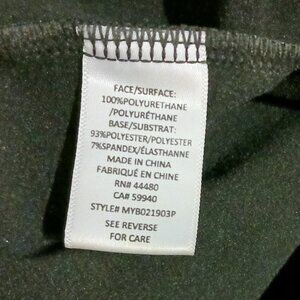 FACE/SURFACE:
100%POLYURETHANE
/POLYURÉTHANE
BASE/SUBSTRAT:
93%POLYESTER/POLYESTER
7%SPANDEX/ÉLASTHANNE
MADE IN CHINA
FABRIQUÉ EN CHINE
RN# 44480
CA# 59940
STYLE# MYB021903P
SEE REVERSE
FOR CARE